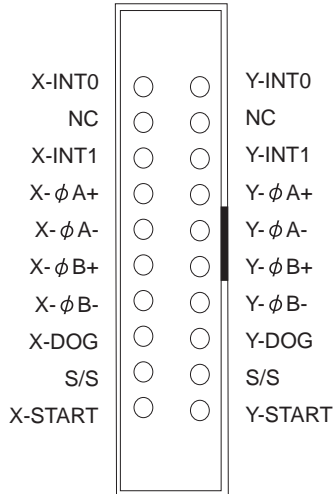 X-INT0 Y-INT0
NC NC
X-INT1 Y-INT1
X-ϕA+ Y-ϕA+
X-ϕA- Y-ϕA-
X-ϕB+ Y-ϕB+
X-ϕB- Y-ϕB-
X-DOG Y-DOG
S/S S/S
X-START Y-START